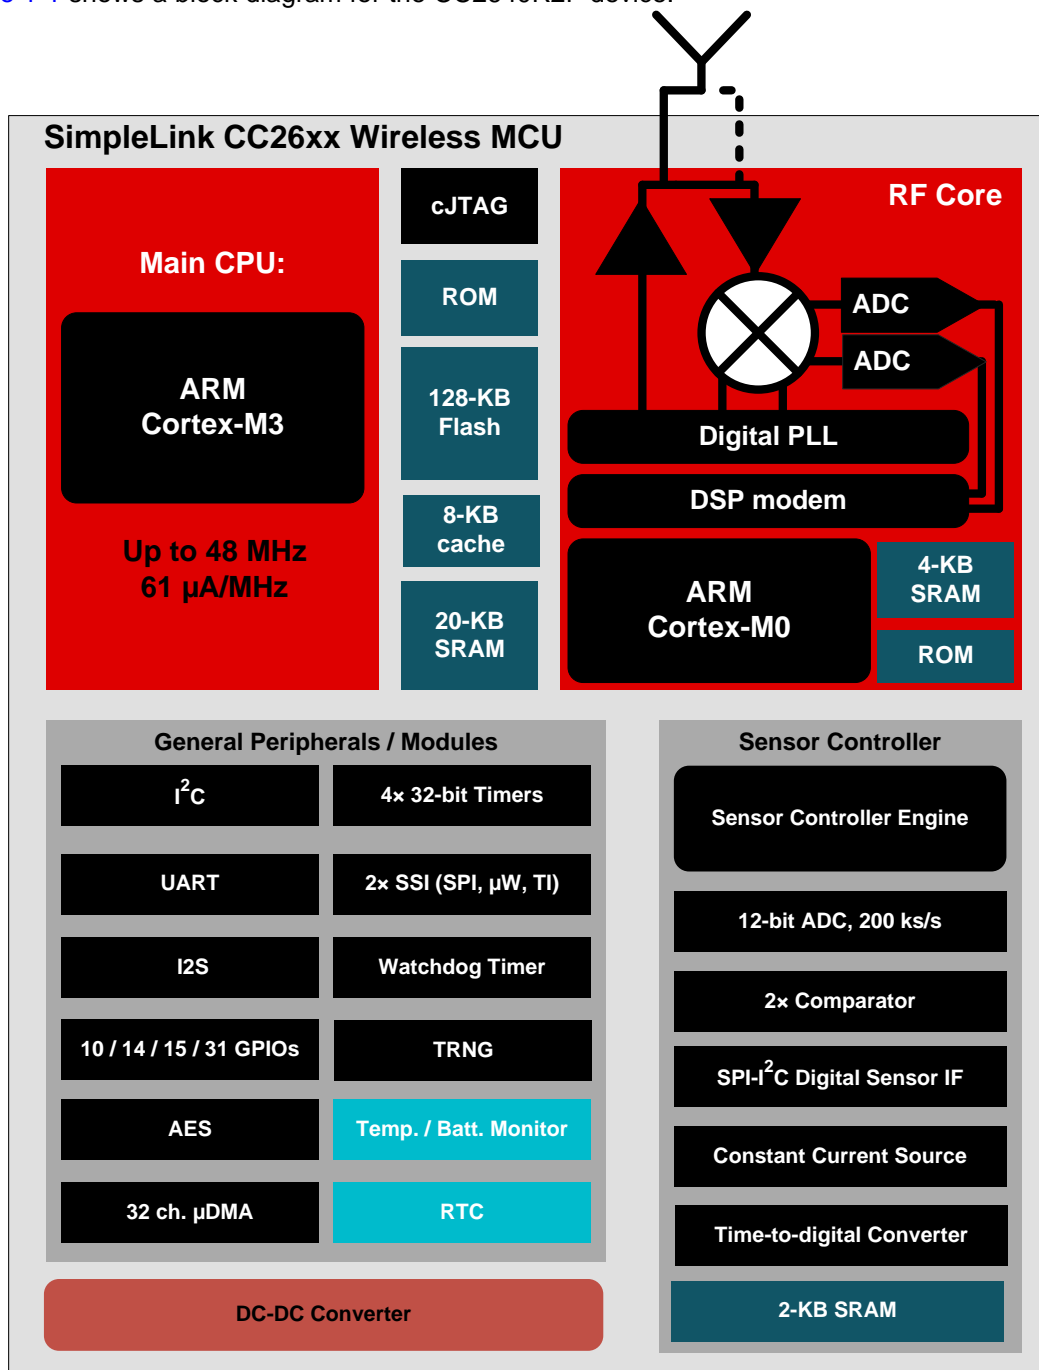 shows a block diagram for the
SimpleLink CC26xx Wireless MCU
Main CPU:
ARM
Cortex-M3
Up to 48 MHz
61 µA/MHz
cJTAG
ROM
128-KB
Flash
8-KB
cache
20-KB
SRAM
RF Core
ADC
ADC
Digital PLL
DSP modem
ARM
Cortex-M0
4-KB
SRAM
ROM
General Peripherals / Modules
I²C
4× 32-bit Timers
UART
2× SSI (SPI, µW, TI)
I2S
Watchdog Timer
10 / 14 / 15 / 31 GPIOs
TRNG
AES
Temp. / Batt. Monitor
32 ch. µDMA
RTC
Sensor Controller
Sensor Controller Engine
12-bit ADC, 200 ks/s
2× Comparator
SPI-I²C Digital Sensor IF
Constant Current Source
Time-to-digital Converter
2-KB SRAM
DC-DC Converter